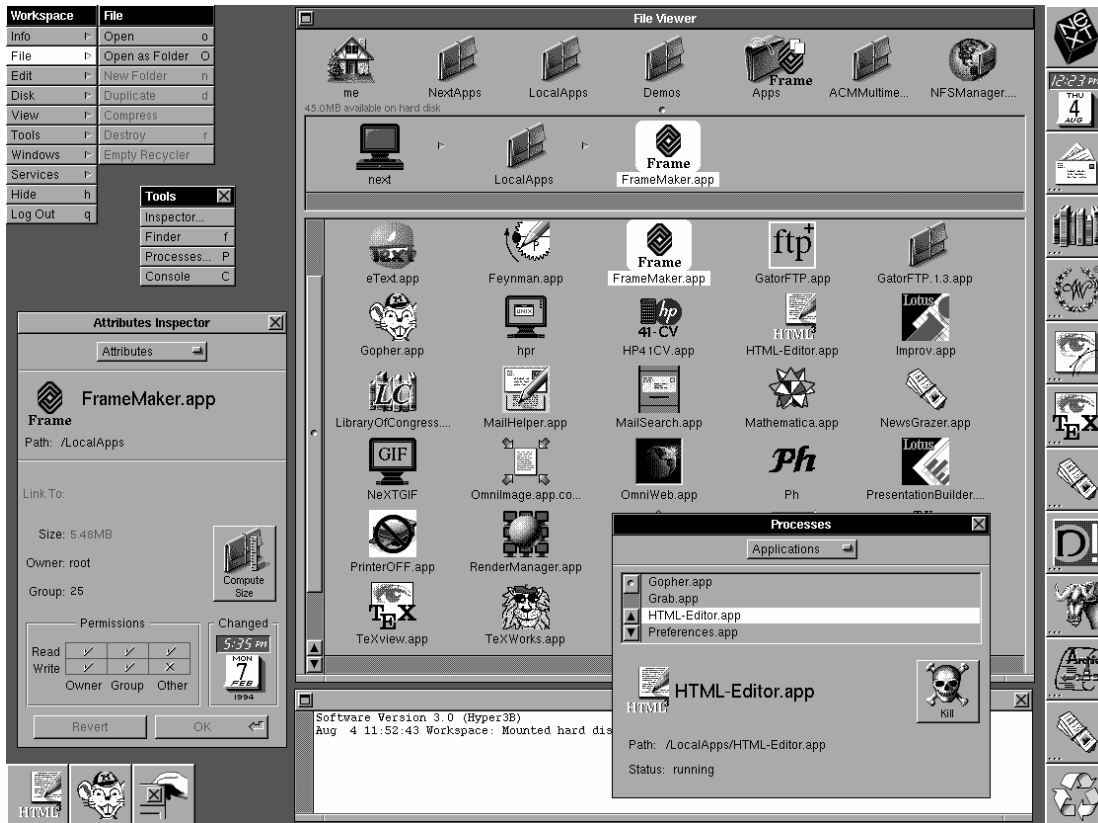 Workspace
Info
File
Edit
Disk
View
Tools
Windows
Services
Hide h
Log Out q
File
Open o
Open as Folder O
New Folder n
Duplicate d
Compress
Destroy r
Empty Recycler
Tools
Inspector...
Finder f
Processes... P
Console C
File Viewer
me NextApps LocalApps Demos Frame Apps ACMMultime... NFSManager....
45.0MB available on hard disk
next LocalApps Frame FrameMaker.app
eText.app Feynman.app Frame FrameMaker.app ftp+ GatorFTP.app GatorFTP.1.3.app
Gopher.app UNIX hpr hp 41-CV HP41CV.app HTML3 HTML-Editor.app Lotus Improv.app
LC LibraryOfCongress.... MailHelper.app MailSearch.app Mathematica.app NewsGrazer.app
GIF NeXTGIF OmniImage.app.co... OmniWeb.app Ph Ph Lotus PresentationBuilder....
PrinterOFF.app RenderManager.app
TEX TeXview.app TeXWorks.app
Attributes Inspector
Attributes
Frame FrameMaker.app
Path: /LocalApps
Link To:
Size: 5.48MB
Owner: root
Group: 25
Compute
Size
Permissions
Read
Write
Owner Group Other
Changed
5:35 PM
MON
7
FEB
1994
Revert OK
Processes
Applications
Gopher.app
Grab.app
HTML-Editor.app
Preferences.app
HTML3 HTML-Editor.app
Kill
Path: /LocalApps/HTML-Editor.app
Status: running
Software Version 3.0 (Hyper3B)
Aug 4 11:52:43 Workspace: Mounted hard dis
HTML3
NeXT
12:23 PM
THU
4
AUG
TEX
D!